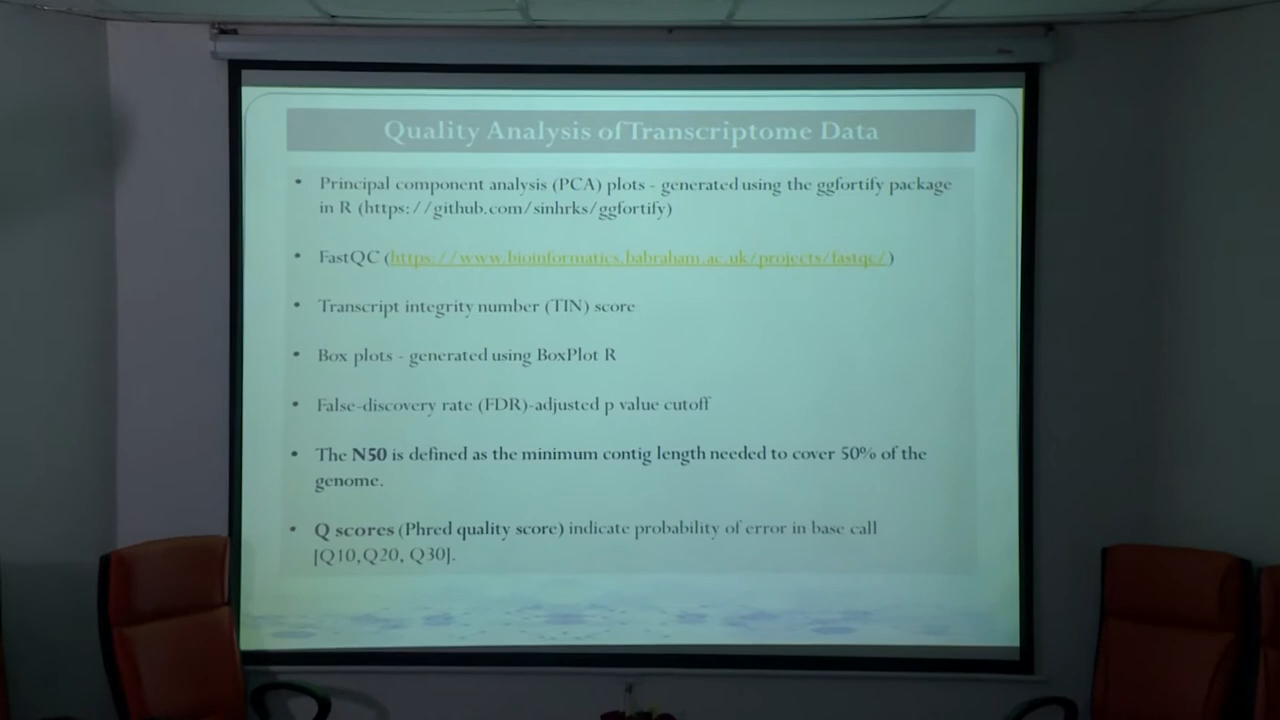 Quality Analysis of Transcriptome Data
• Principal component analysis (PCA) plots - generated using the ggfortify package
in R (https://github.com/sinhrks/ggfortify)
• FastQC (https://www.bioinformatics.babraham.ac.uk/projects/fastqc/)
• Transcript integrity number (TIN) score
• Box plots - generated using BoxPlot R
• False-discovery rate (FDR)-adjusted p value cutoff
• The N50 is defined as the minimum contig length needed to cover 50% of the
genome.
• Q scores (Phred quality score) indicate probability of error in base call
[Q10,Q20, Q30].